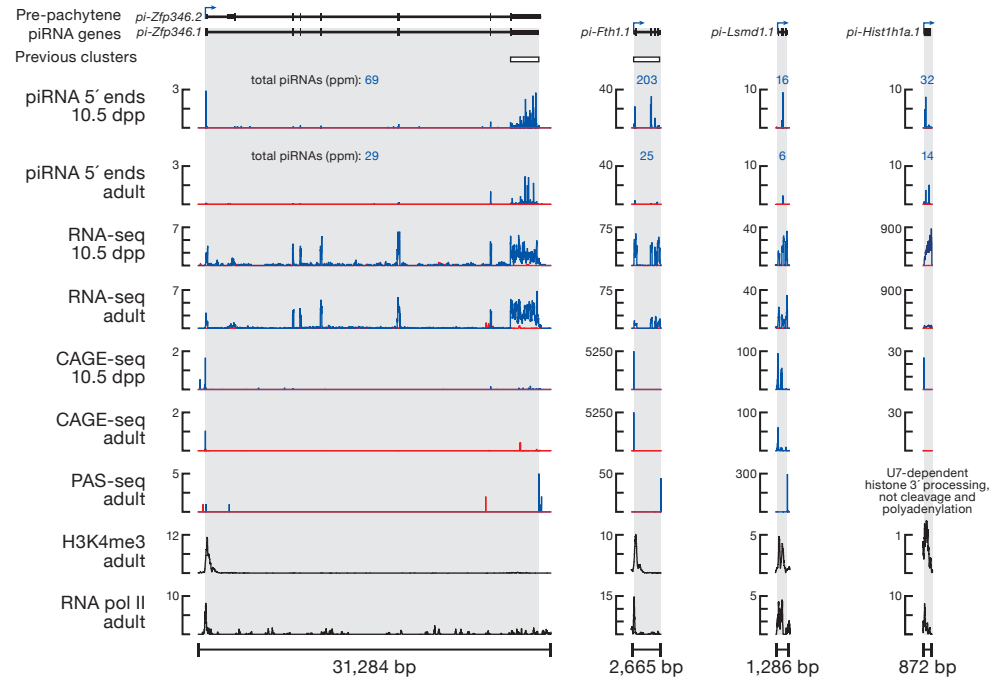 Pre-pachytene piRNA genes
pi-Zfp346.2
pi-Zfp346.1
pi-Fth1.1
pi-Lsmd1.1
pi-Hist1h1a.1
Previous clusters
piRNA 5´ ends 10.5 dpp
3
total piRNAs (ppm): 69
40
203
10
16
10
32
piRNA 5´ ends adult
3
total piRNAs (ppm): 29
40
25
10
6
10
14
RNA-seq 10.5 dpp
7
75
40
900
RNA-seq adult
7
75
40
900
CAGE-seq 10.5 dpp
2
5250
100
30
CAGE-seq adult
2
5250
100
30
PAS-seq adult
5
50
300
U7-dependent
histone 3´ processing,
not cleavage and
polyadenylation
H3K4me3 adult
12
10
5
1
RNA pol II adult
10
15
5
10
31,284 bp
2,665 bp
1,286 bp
872 bp